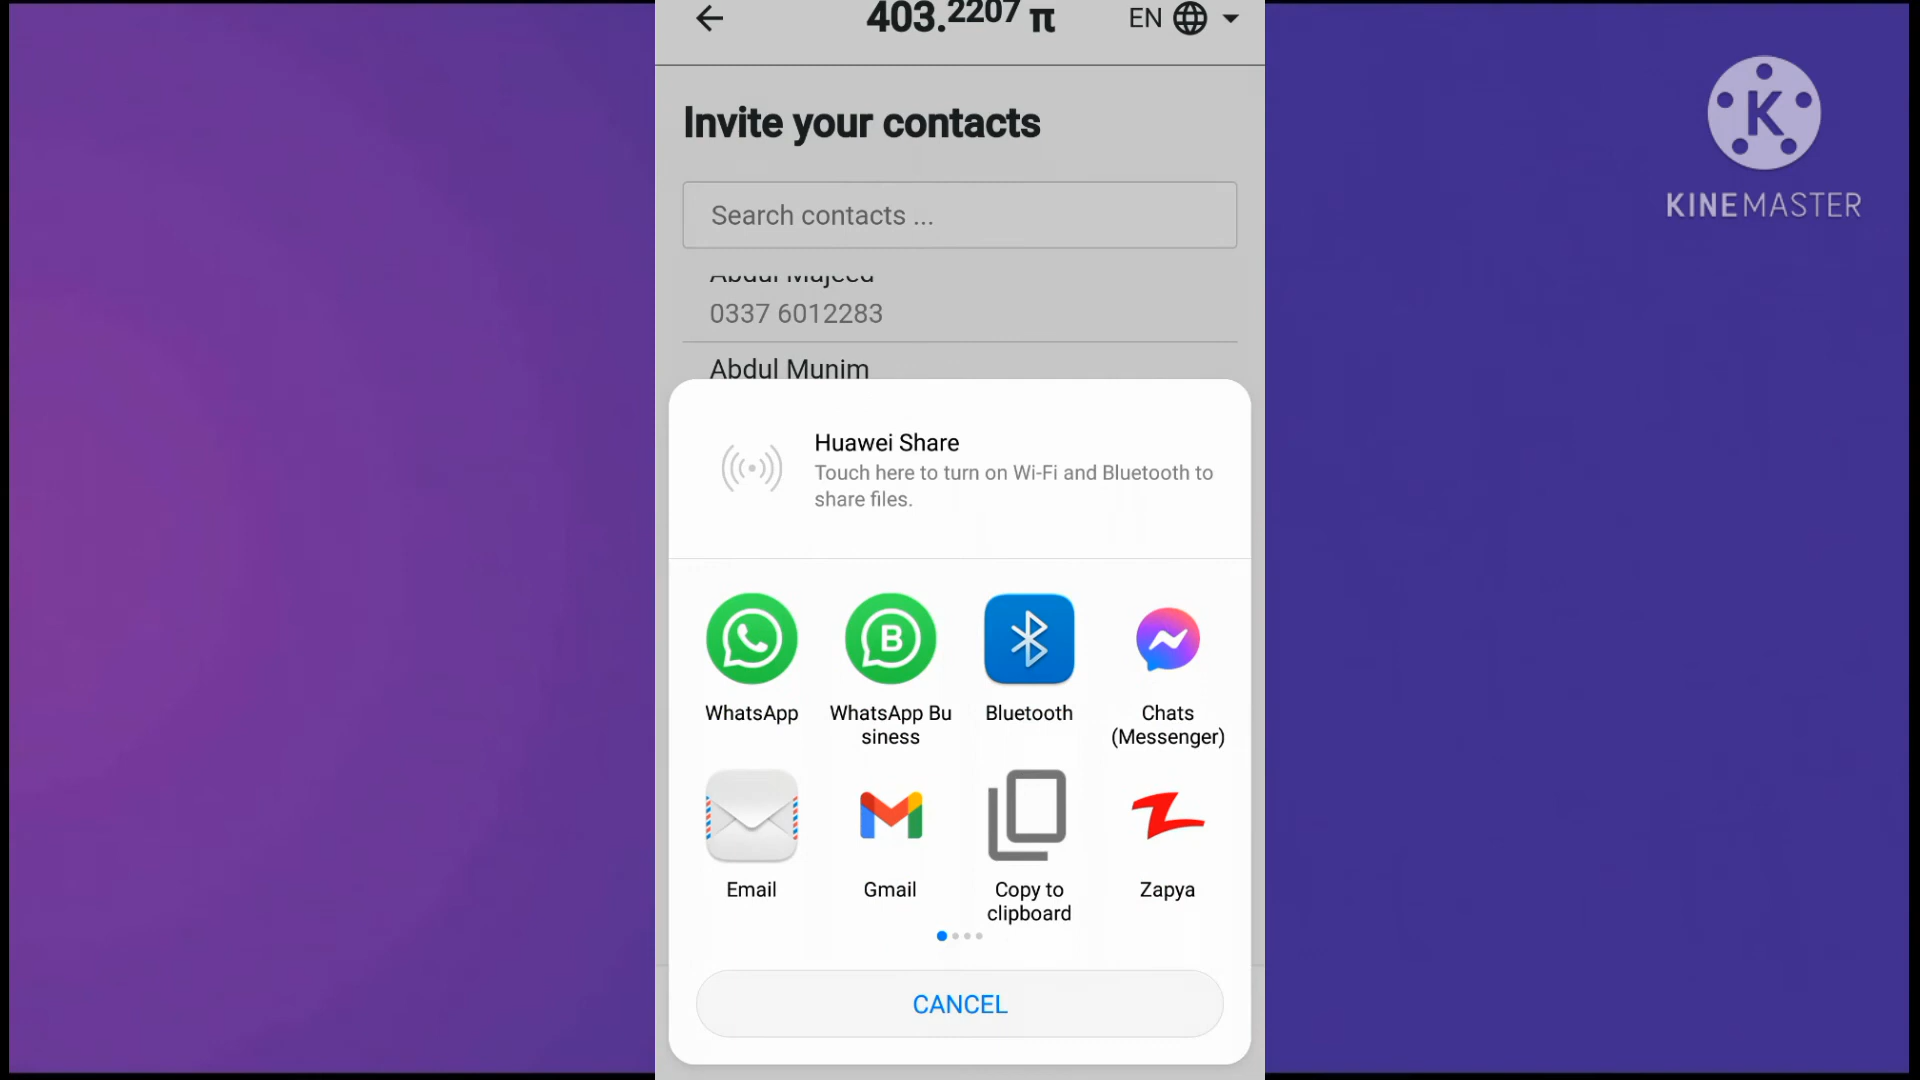 403.2207 π
EN
Invite your contacts
Search contacts ...
Abdul Majeed
0337 6012283
Abdul Munim
Huawei Share
Touch here to turn on Wi-Fi and Bluetooth to
share files.
WhatsApp
WhatsApp Bu
siness
Bluetooth
Chats
(Messenger)
Email
Gmail
Copy to
clipboard
Zapya
CANCEL
K
KINEMASTER